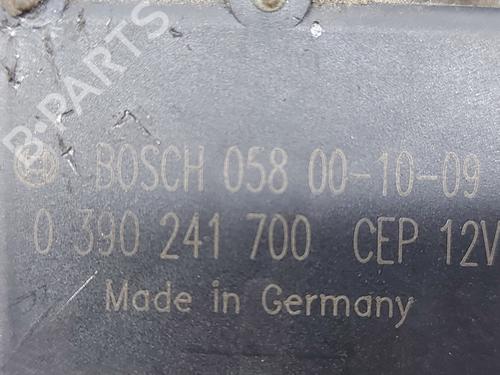 B-PARTS
BOSCH 058 00-10-09
0 390 241 700 CEP 12V
Made in Germany